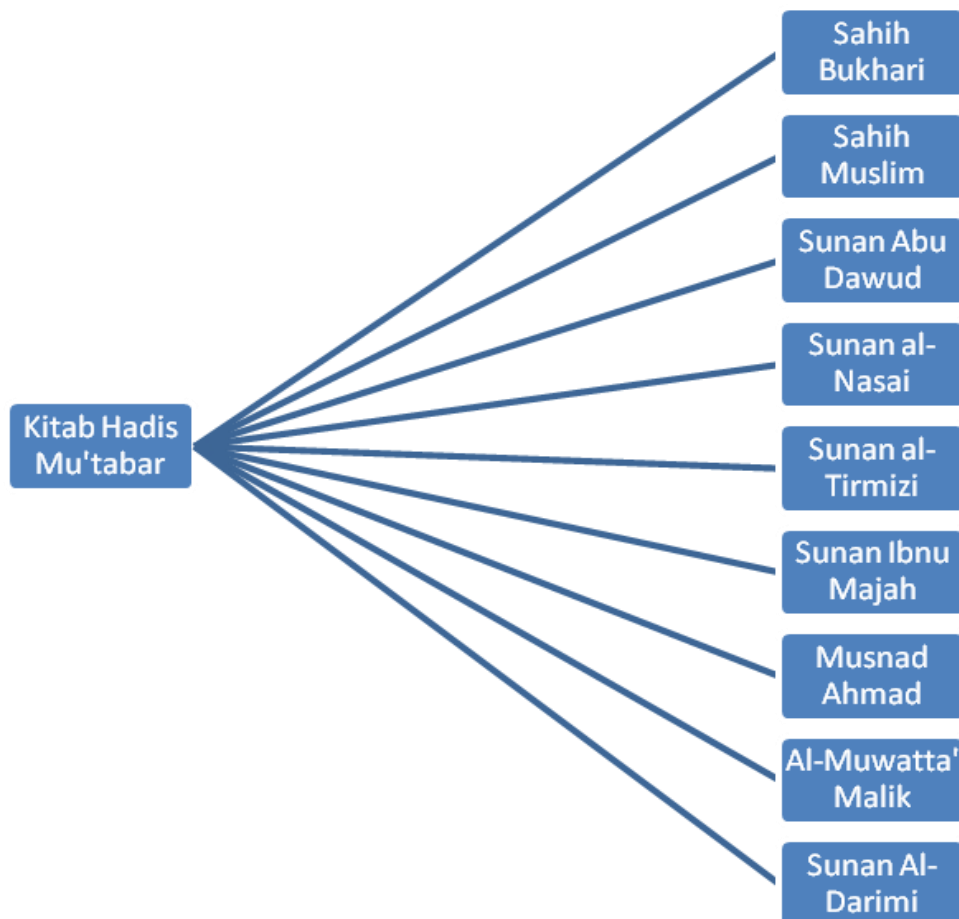 Kitab Hadis
Mu'tabar
Sahih
Bukhari
Sahih
Muslim
Sunan Abu
Dawud
Sunan al-
Nasai
Sunan al-
Tirmizi
Sunan Ibnu
Majah
Musnad
Ahmad
Al-Muwatta'
Malik
Sunan Al-
Darimi